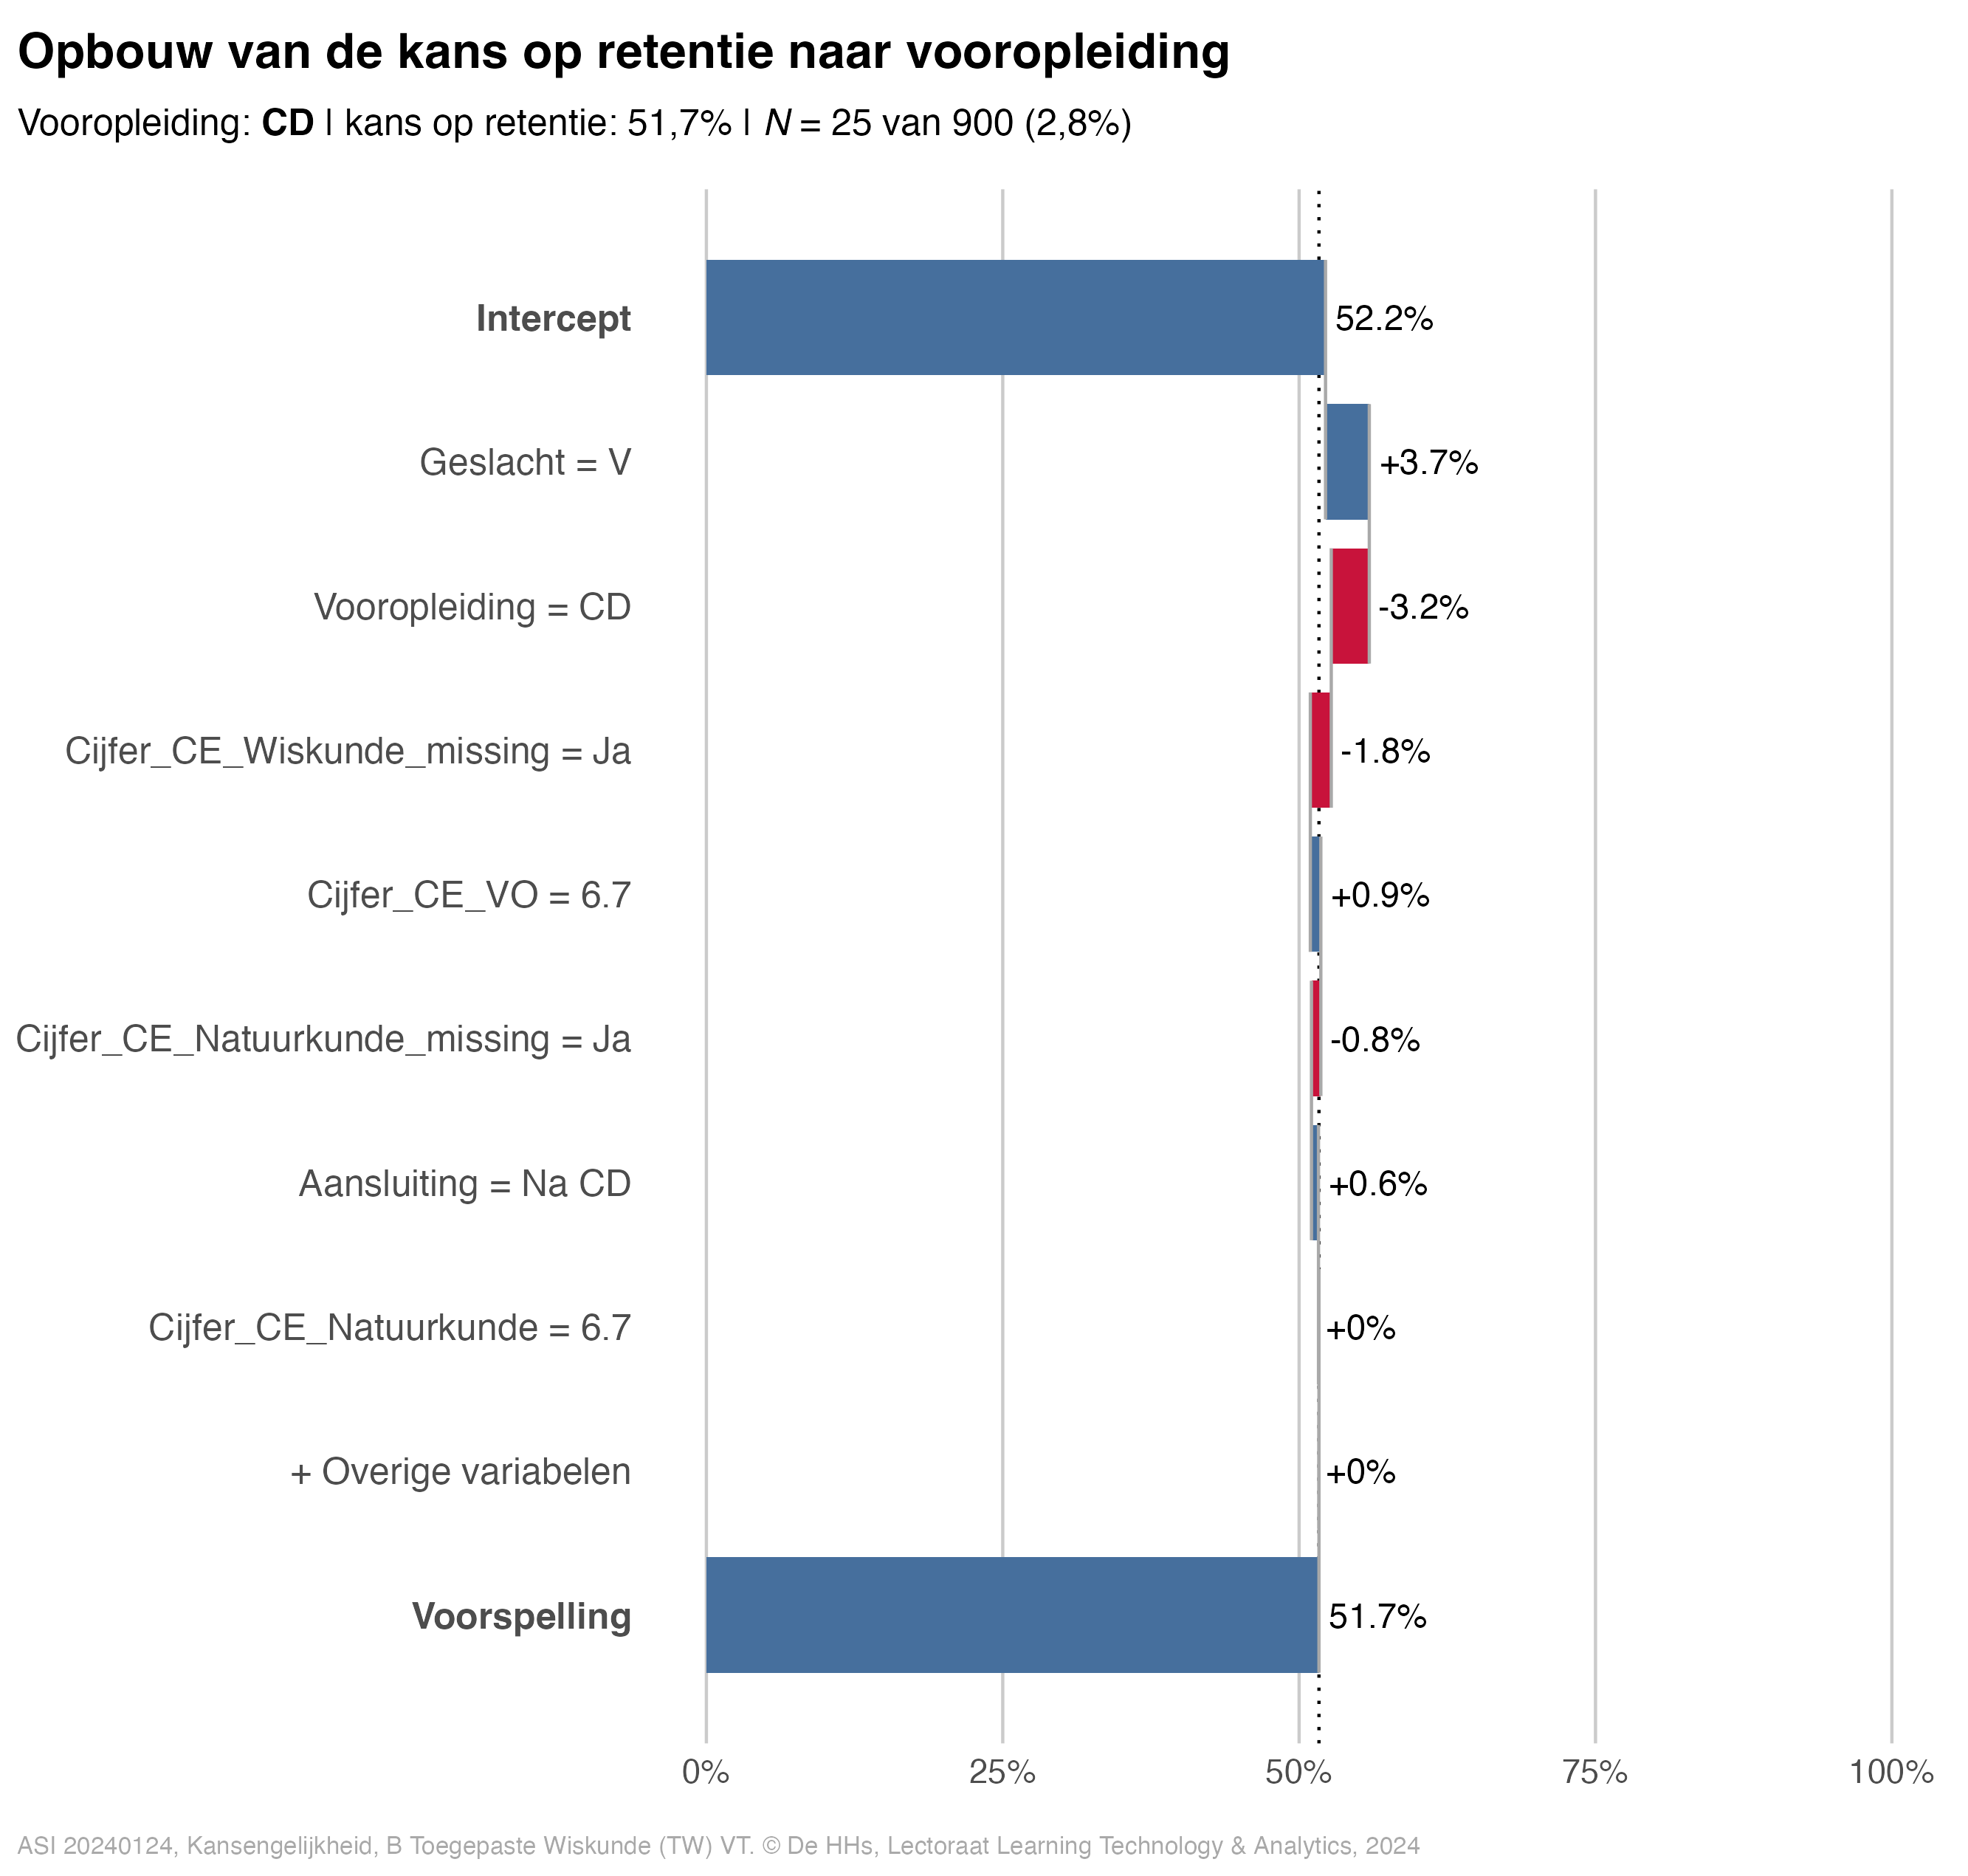 Opbouw van de kans op retentie naar vooropleiding
Vooropleiding: CD | kans op retentie: 51,7% | N = 25 van 900 (2,8%)
Intercept 52.2%
Geslacht = V +3.7%
Vooropleiding = CD -3.2%
Cijfer_CE_Wiskunde_missing = Ja -1.8%
Cijfer_CE_VO = 6.7 +0.9%
Cijfer_CE_Natuurkunde_missing = Ja -0.8%
Aansluiting = Na CD +0.6%
Cijfer_CE_Natuurkunde = 6.7 +0%
+ Overige variabelen +0%
Voorspelling 51.7%
0% 25% 50% 75% 100%
ASI 20240124, Kansengelijkheid, B Toegepaste Wiskunde (TW) VT. © De HHs, Lectoraat Learning Technology & Analytics, 2024